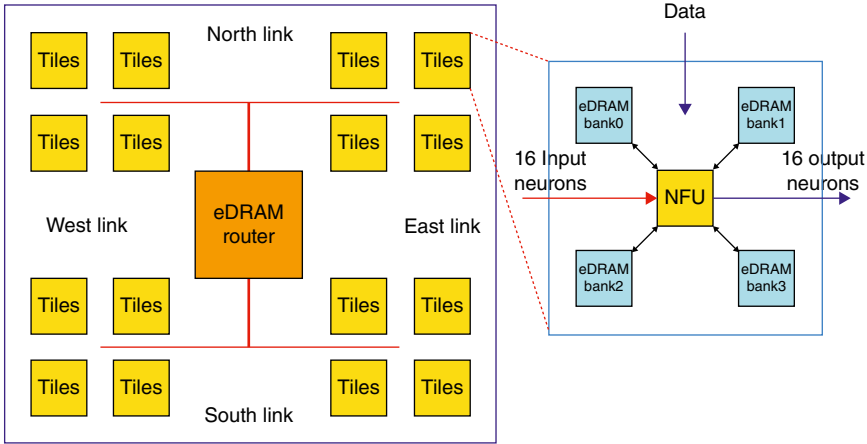 North link
Data
Tiles Tiles Tiles Tiles
eDRAM
bank0
eDRAM
bank1
Tiles Tiles Tiles Tiles
16 Input
neurons
NFU
16 output
neurons
West link
eDRAM
router
East link
eDRAM
bank2
eDRAM
bank3
Tiles Tiles Tiles Tiles
Tiles Tiles Tiles Tiles
South link